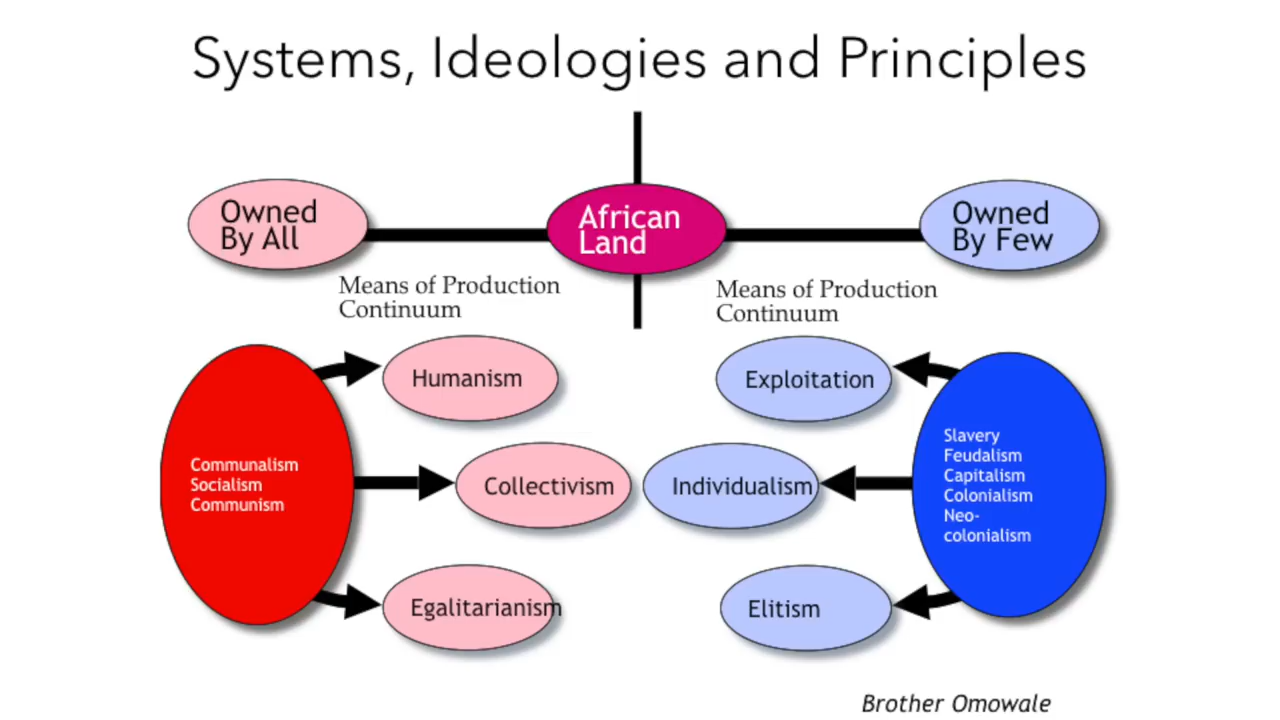 Systems, Ideologies and Principles
Owned
By All
African
Land
Owned
By Few
Means of Production
Continuum
Means of Production
Continuum
Communalism
Socialism
Communism
Humanism
Collectivism
Egalitarianism
Exploitation
Individualism
Elitism
Slavery
Feudalism
Capitalism
Colonialism
Neo-
colonialism
Brother Omowale